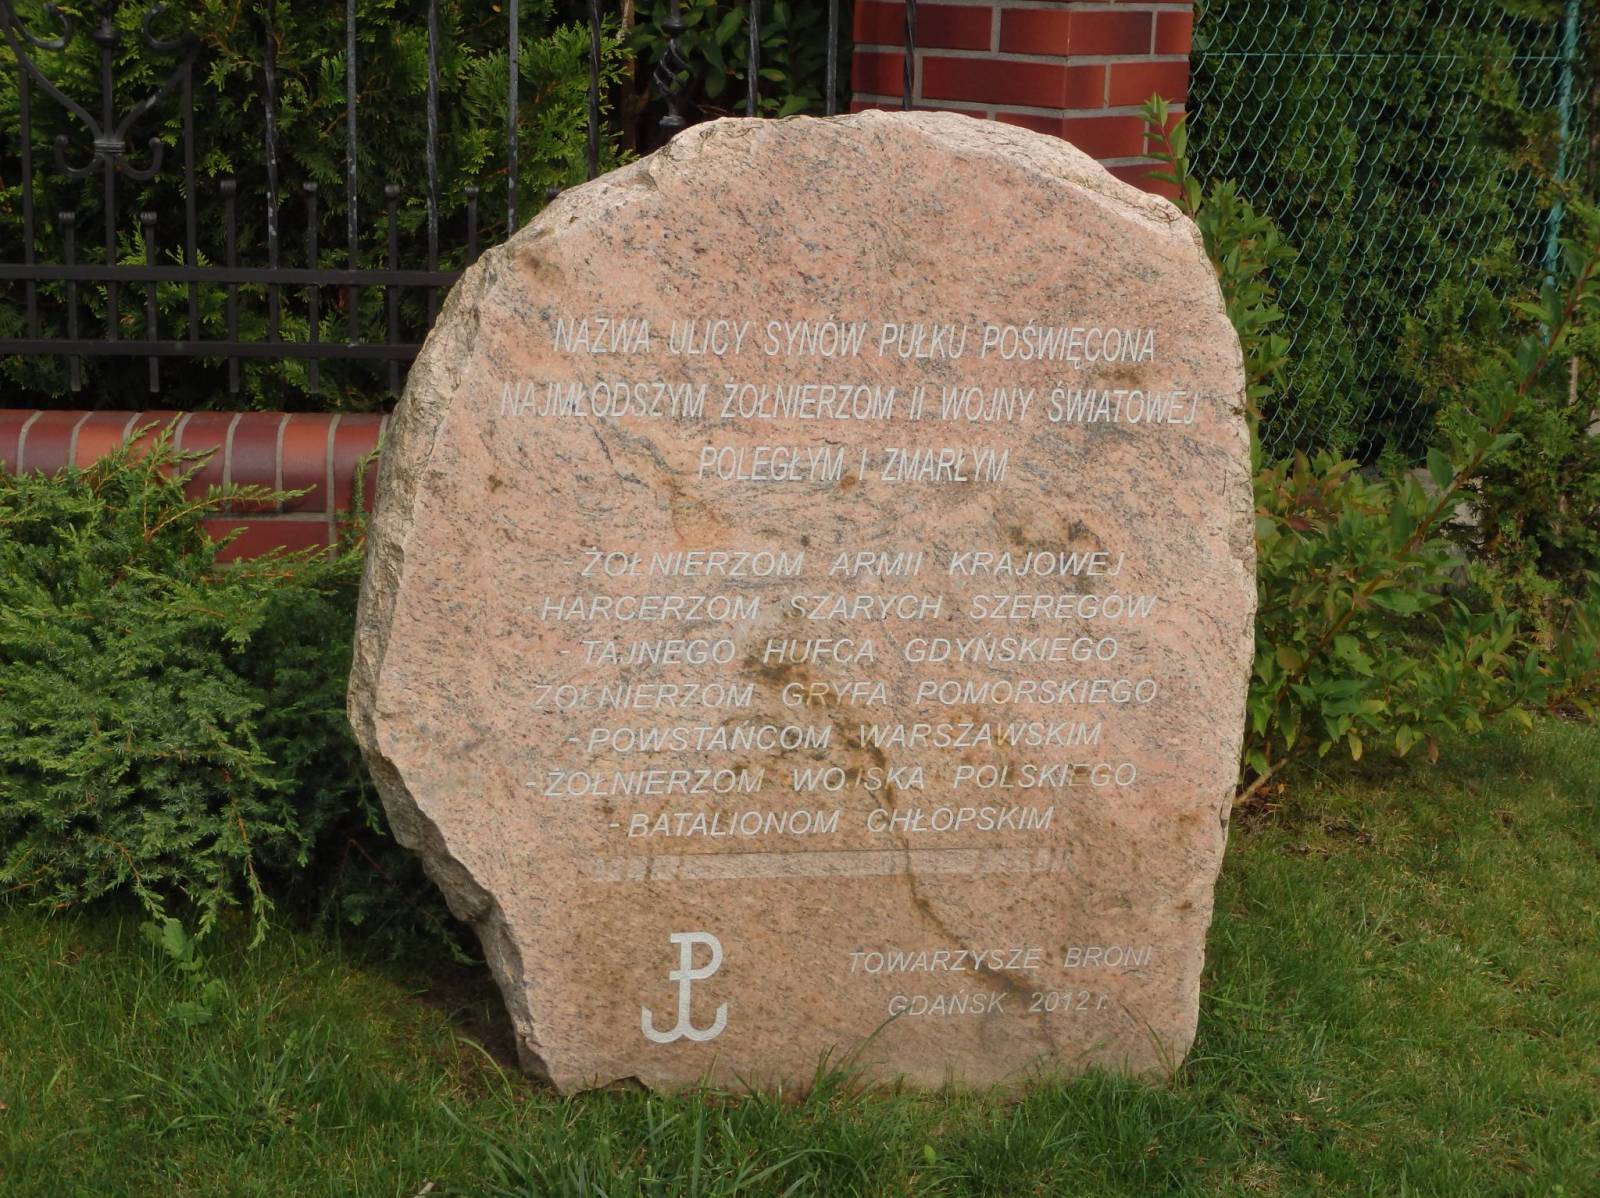 NAZWA ULICY SYNÓW PUŁKU POŚWIĘCONA
NAJMŁODSZYM ŻOŁNIERZOM II WOJNY ŚWIATOWEJ
POLEGŁYM I ZMARŁYM
- ŻOŁNIERZOM ARMII KRAJOWEJ
- HARCERZOM SZARYCH SZEREGÓW
- TAJNEGO HUFCA GDYŃSKIEGO
ŻOŁNIERZOM GRYFA POMORSKIEGO
- POWSTAŃCOM WARSZAWSKIM
- ŻOŁNIERZOM WOJSKA POLSKIEGO
- BATALIONOM CHŁOPSKIM
TOWARZYSZE BRONI
GDAŃSK 2012 r.